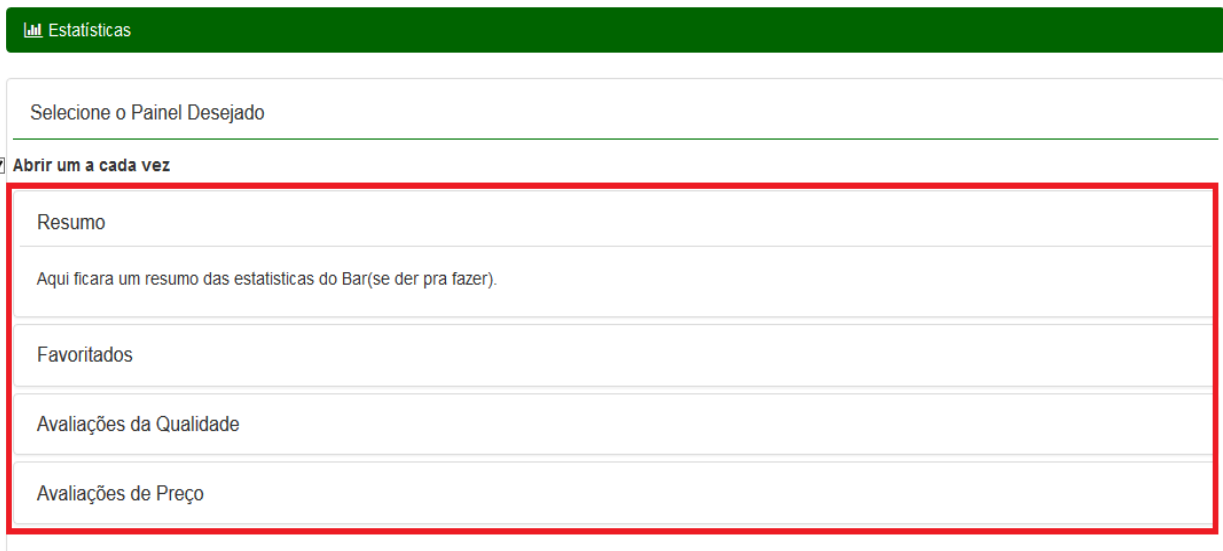 Estatísticas
Selecione o Painel Desejado
Abrir um a cada vez
Resumo
Aqui ficara um resumo das estatisticas do Bar(se der pra fazer).
Favoritados
Avaliações da Qualidade
Avaliações de Preço